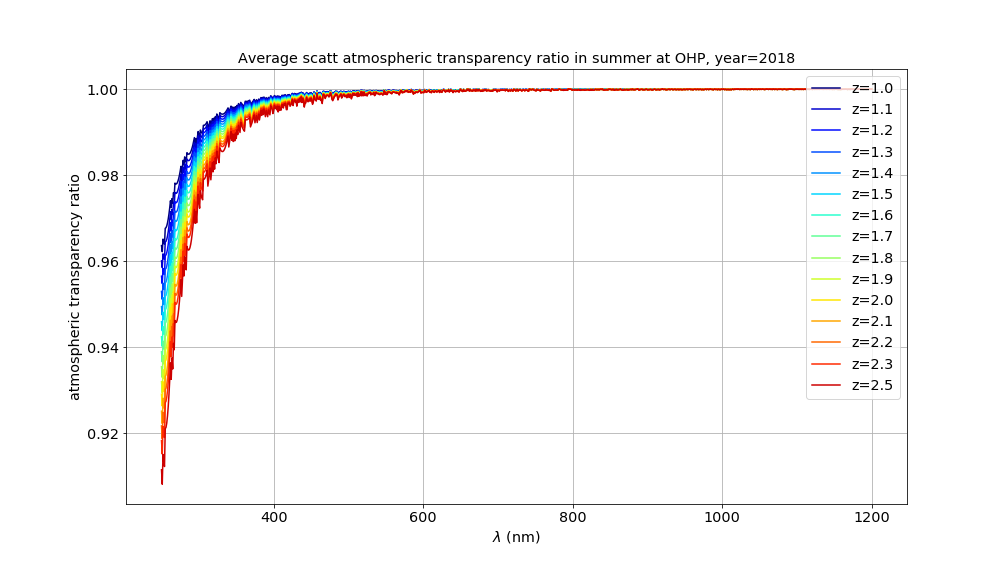 Average scatt atmospheric transparency ratio in summer at OHP, year=2018
atmospheric transparency ratio
1.00
0.98
0.96
0.94
0.92
400
600
800
1000
1200
λ (nm)
z=1.0
z=1.1
z=1.2
z=1.3
z=1.4
z=1.5
z=1.6
z=1.7
z=1.8
z=1.9
z=2.0
z=2.1
z=2.2
z=2.3
z=2.5